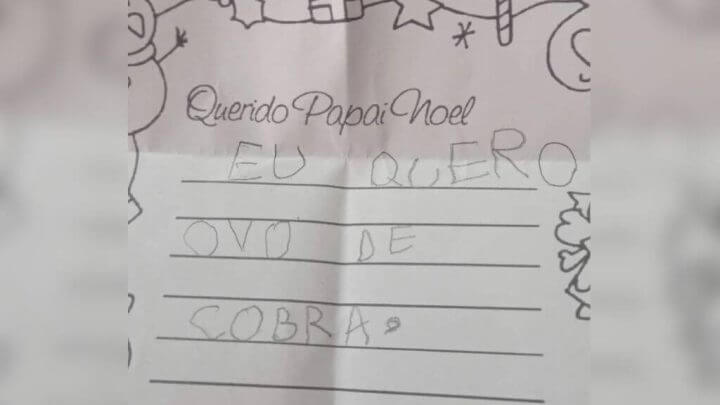 Querido Papai Noel
EU QUERO
OVO DE
COBRA.